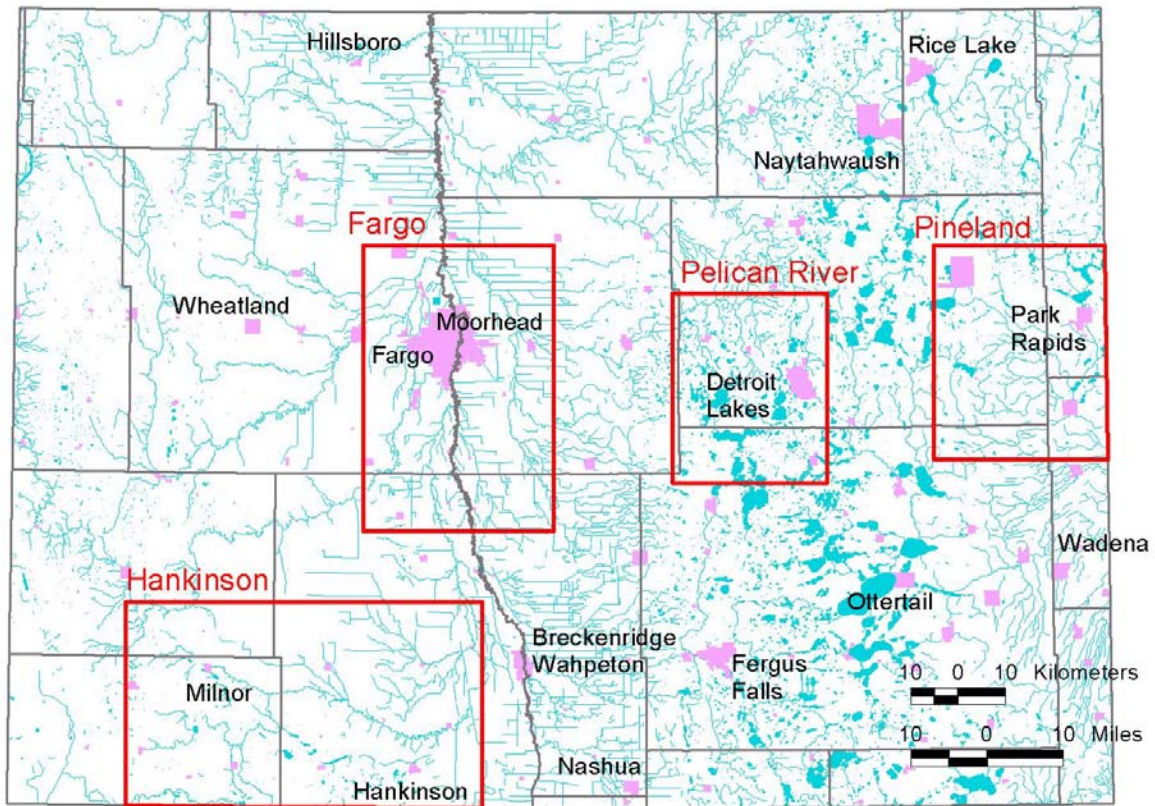 Hillsboro
Rice Lake
Naytahwaush
Fargo
Pineland
Pelican River
Wheatland
Moorhead
Park
Rapids
Fargo
Detroit
Lakes
Wadena
Hankinson
Ottertail
Breckenridge
Wahpeton
Fergus
Falls
10 0 10 Kilometers
Milnor
10 0 10 Miles
Nashua
Hankinson